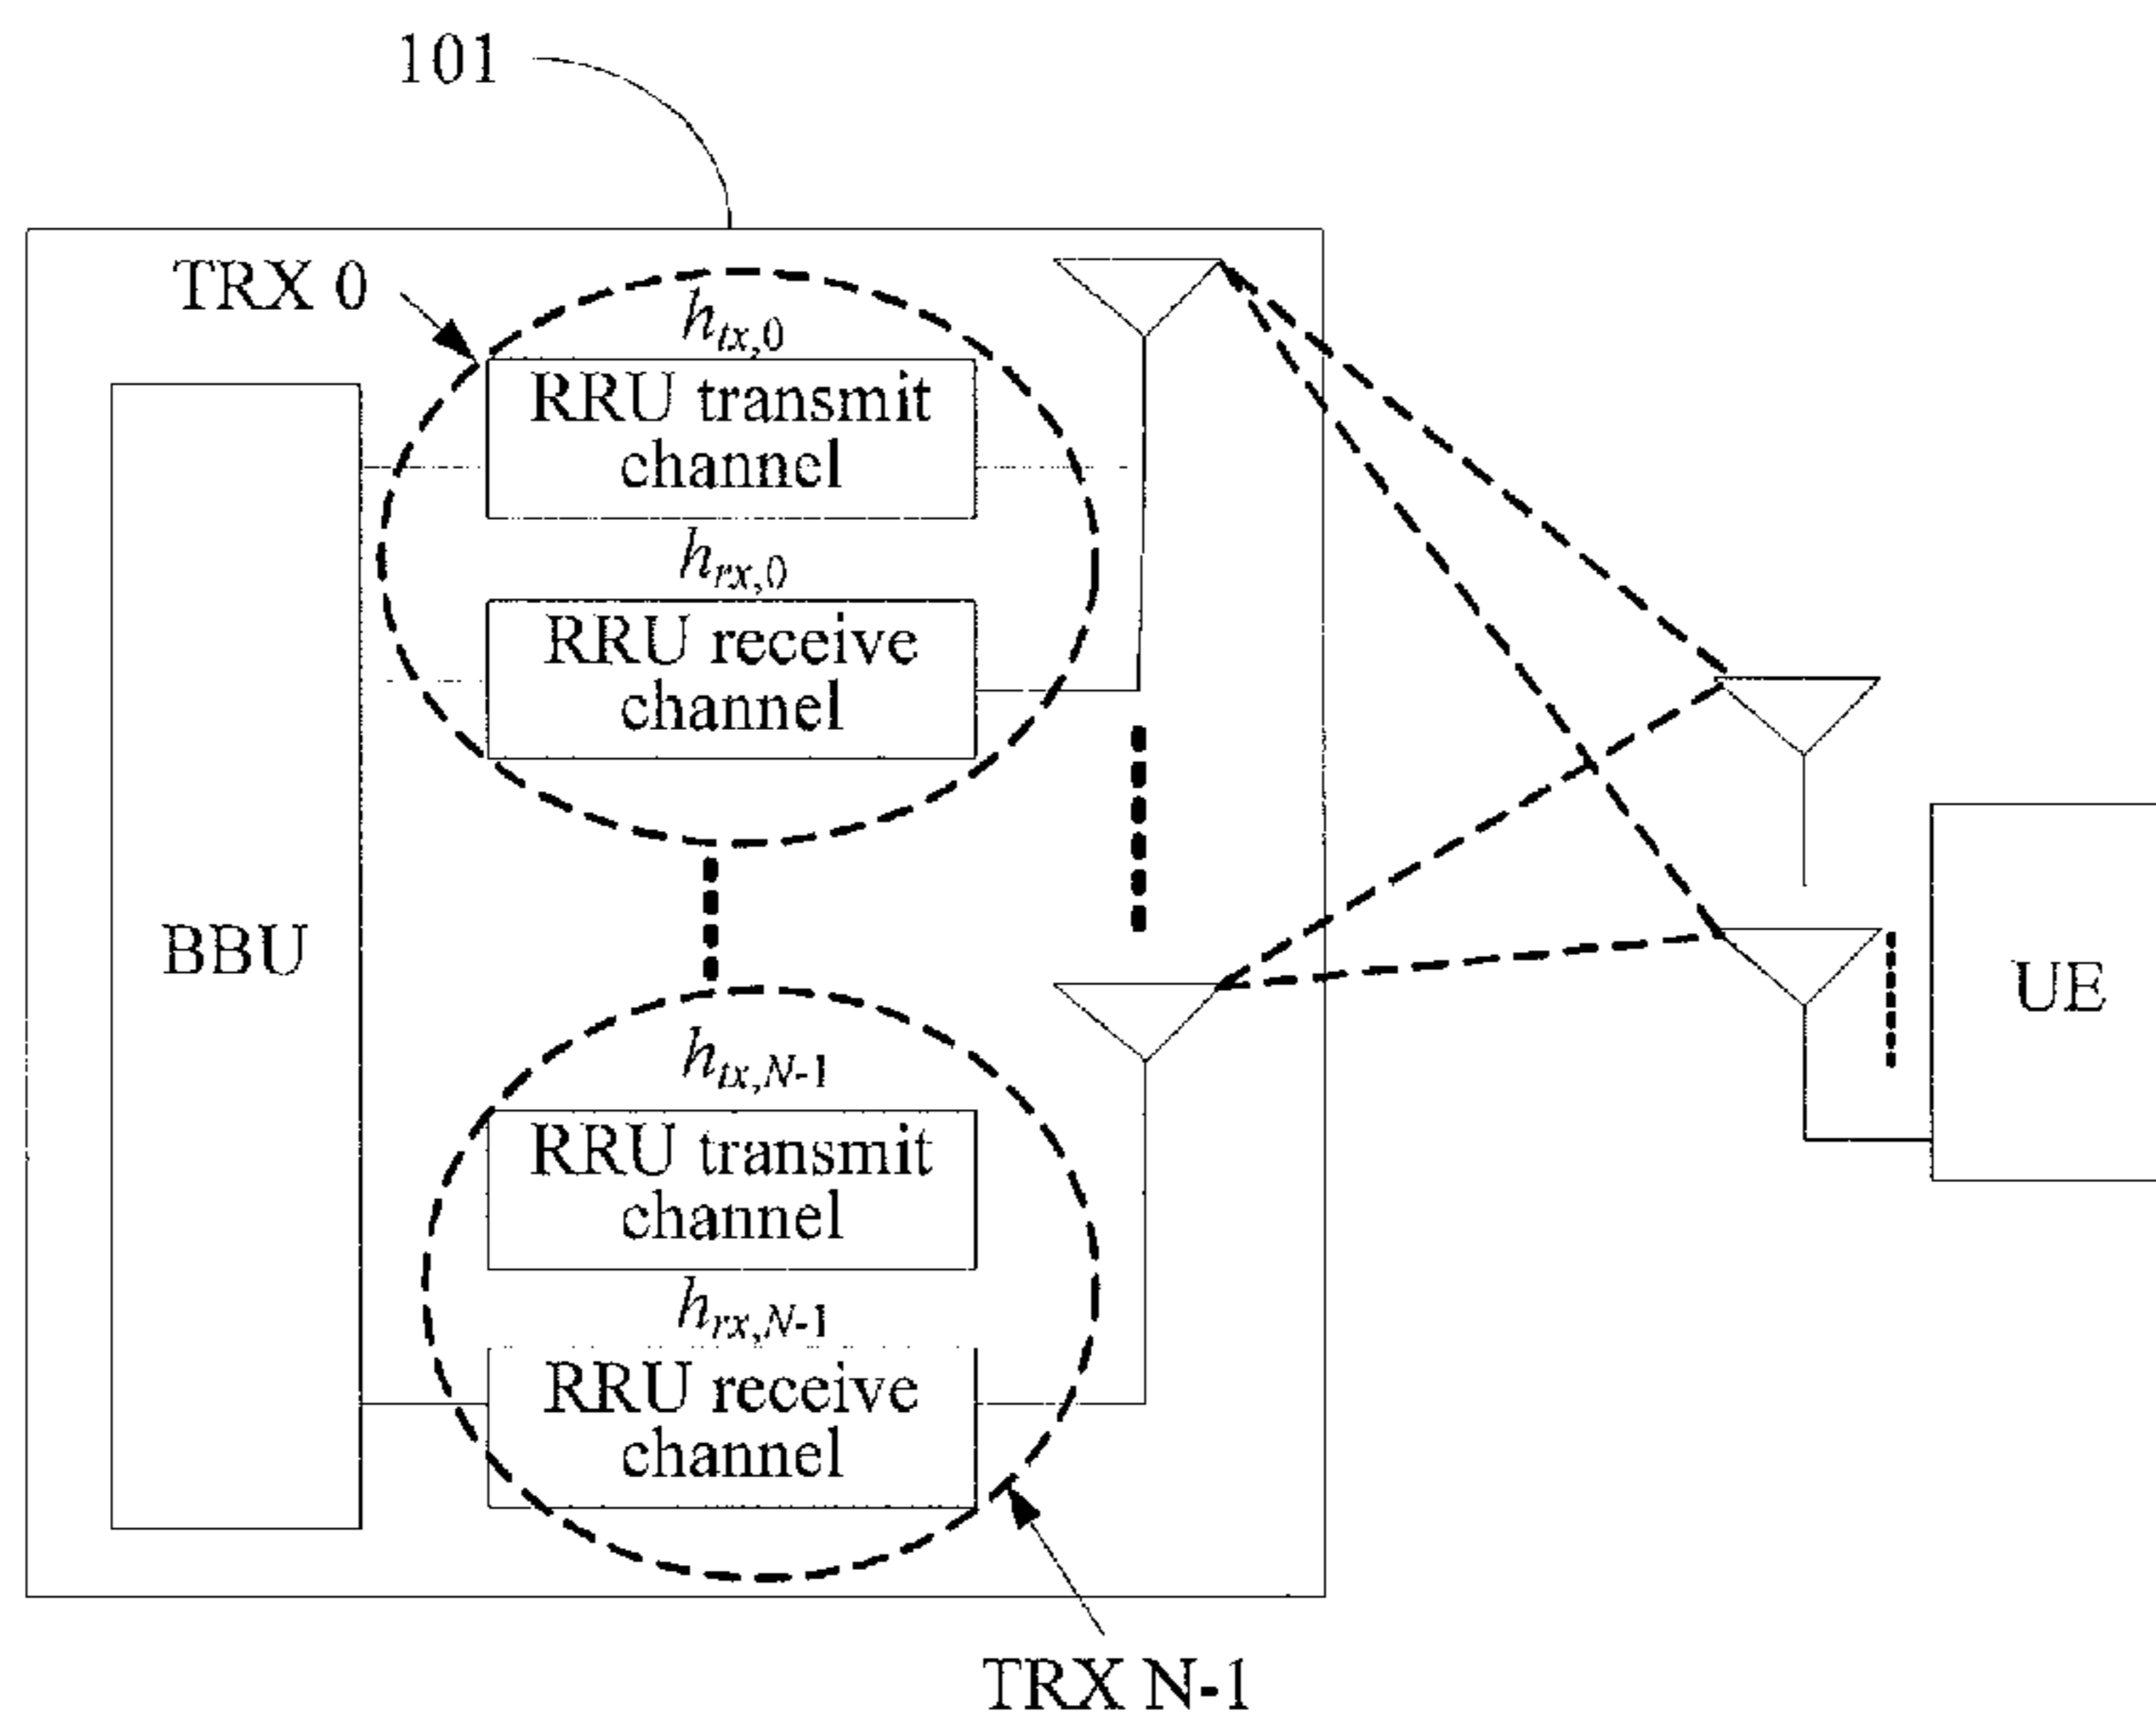 101
TRX 0
h_{tx,0}
RRU transmit
channel
h_{rx,0}
RRU receive
channel
BBU
UE
h_{tx,N-1}
RRU transmit
channel
h_{rx,N-1}
RRU receive
channel
TRX N-1